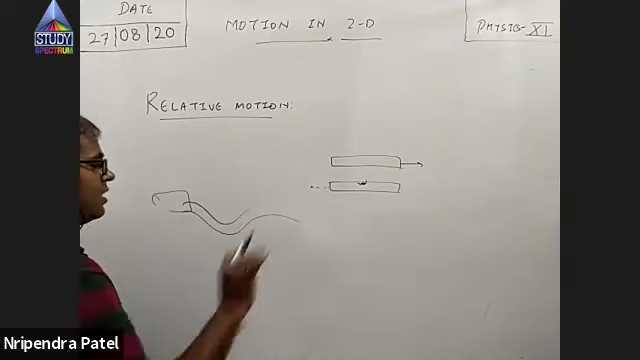 DATE
27/08/20
MOTION IN 2-D
PHYSICS-XI
RELATIVE MOTION:
STUDY
SPECTRUM
Nripendra Patel